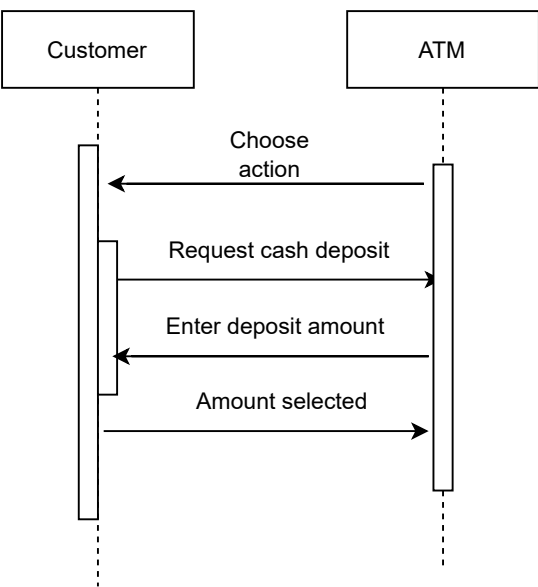 Customer
ATM
Choose
action
Request cash deposit
Enter deposit amount
Amount selected